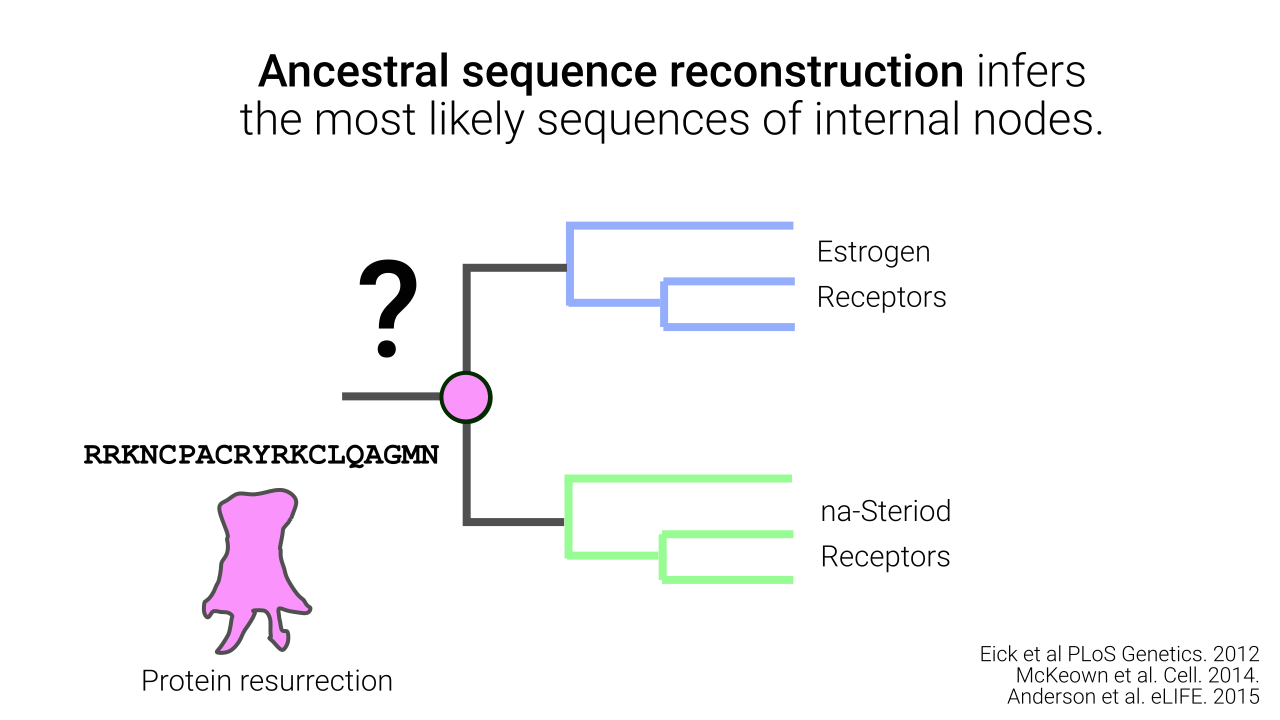 Ancestral sequence reconstruction infers
the most likely sequences of internal nodes.
?
Estrogen
Receptors
RRKNCPACRYRKCLQAGMN
na-Steriod
Receptors
Protein resurrection
Eick et al PLoS Genetics. 2012
McKeown et al. Cell. 2014.
Anderson et al. eLIFE. 2015